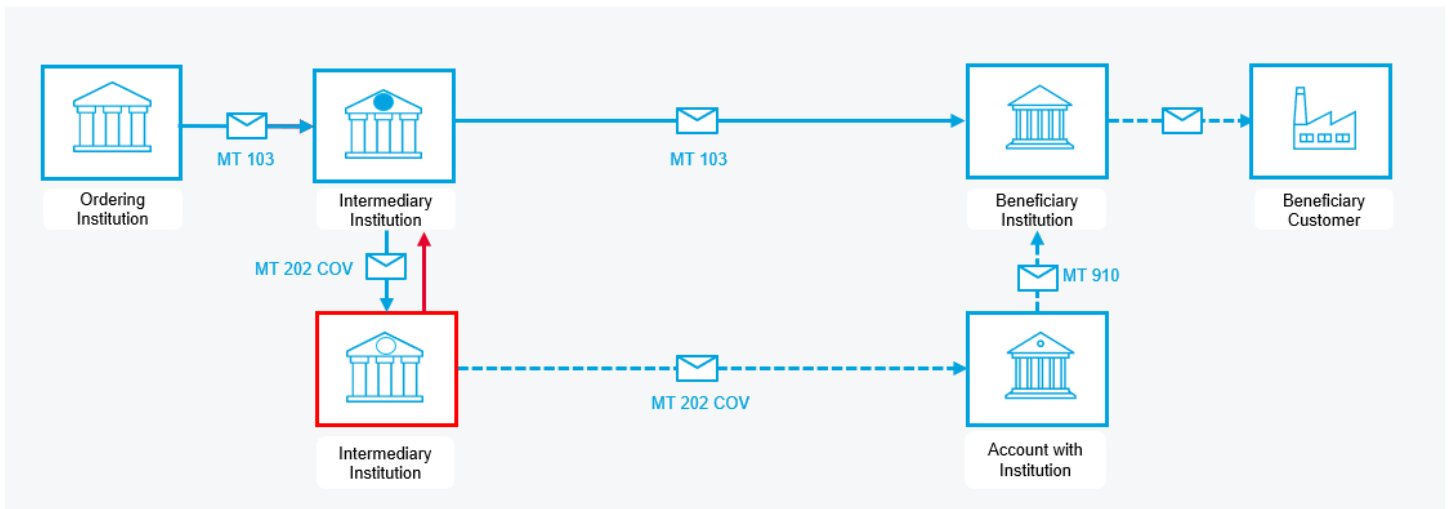 MT 103
MT 103
Ordering
Institution
Intermediary
Institution
Beneficiary
Institution
Beneficiary
Customer
MT 202 COV
MT 910
MT 202 COV
Intermediary
Institution
Account with
Institution